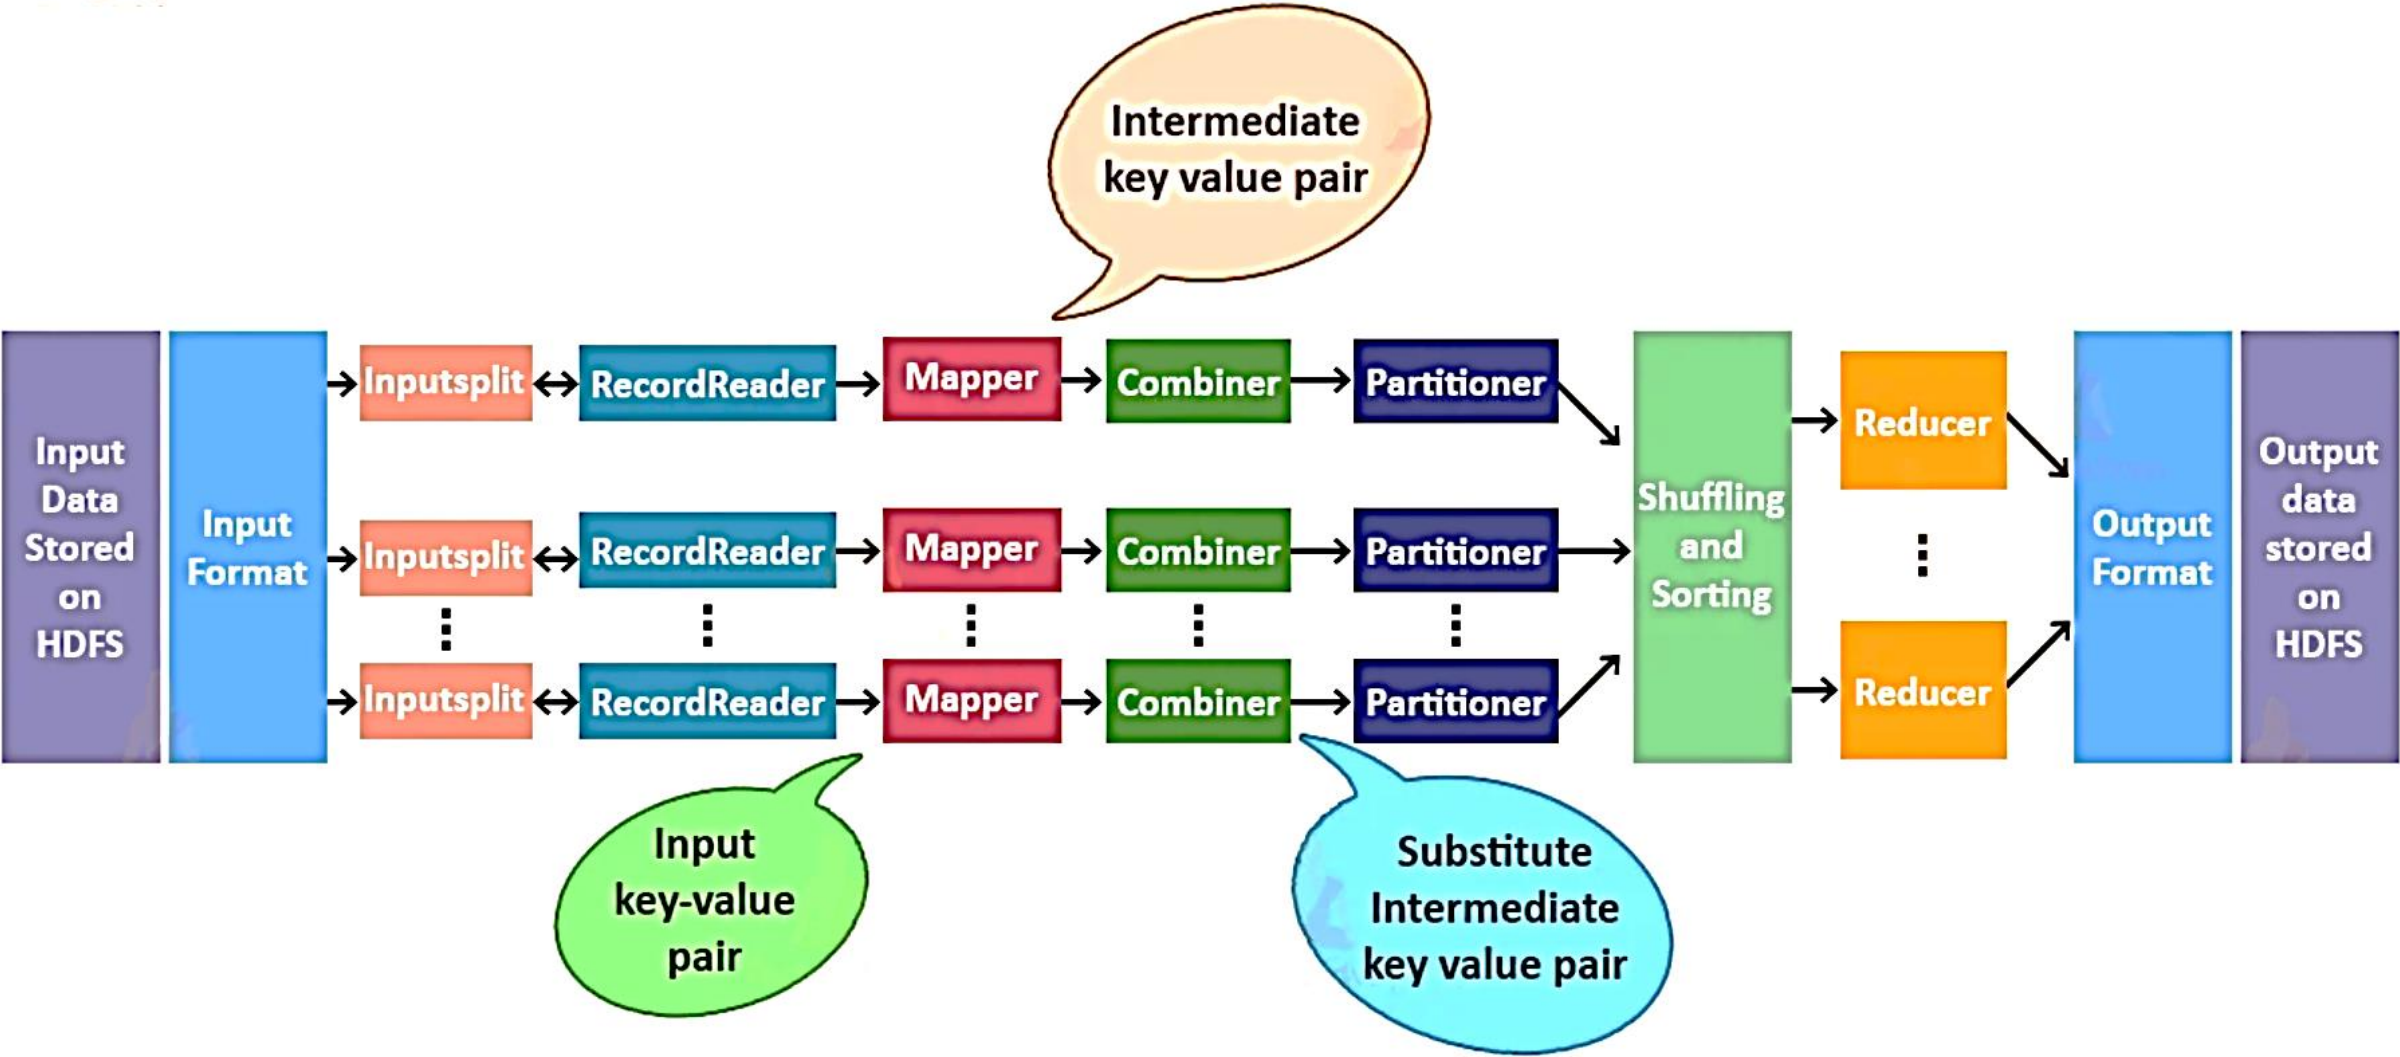 Intermediate
key value pair
Input
Data
Stored
on
HDFS
Input
Format
Inputsplit
RecordReader
Mapper
Combiner
Partitioner
Inputsplit
RecordReader
Mapper
Combiner
Partitioner
Inputsplit
RecordReader
Mapper
Combiner
Partitioner
Shuffling
and
Sorting
Reducer
Reducer
Output
Format
Output
data
stored
on
HDFS
Input
key-value
pair
Substitute
Intermediate
key value pair